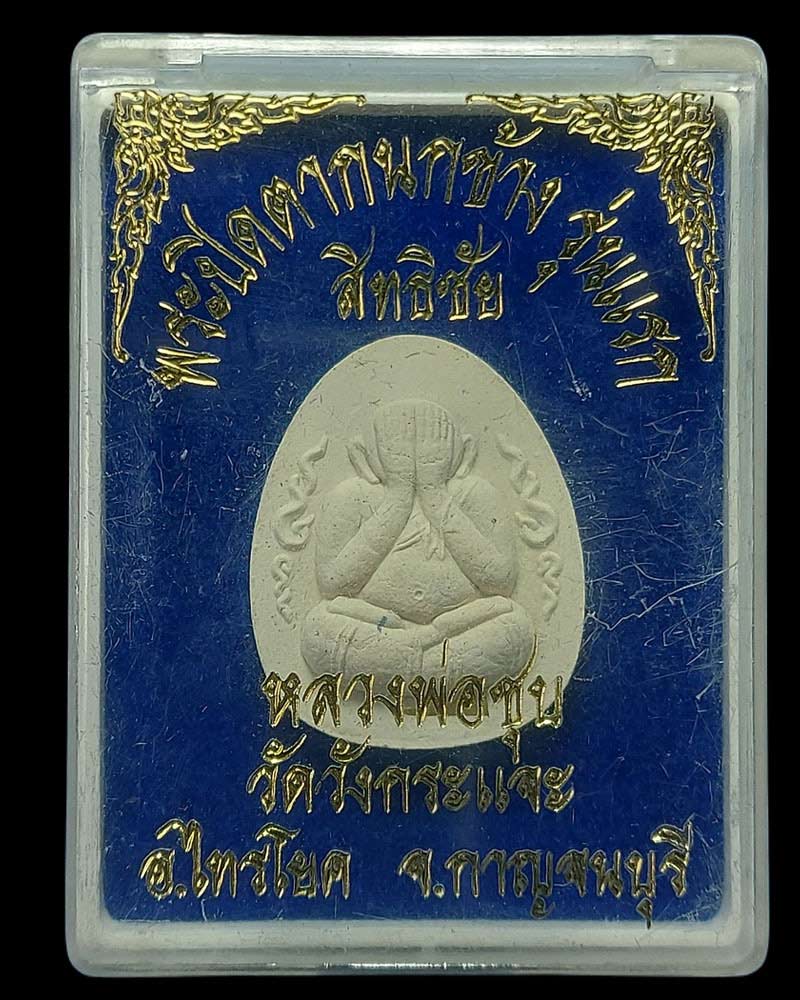 พระปิดตากนกข้าง รุ่นแรก
สิทธิชัย
หลวงพ่อชุบ
วัดวังกระแจะ
อ.ไทรโยค จ.กาญจนบุรี